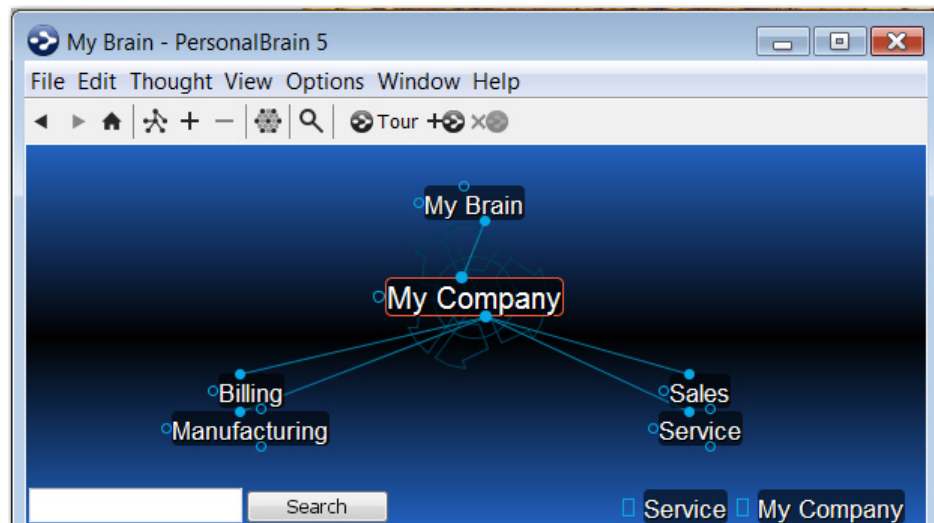 My Brain - PersonalBrain 5
File Edit Thought View Options Window Help
Tour
My Brain
My Company
Billing Sales
Manufacturing Service
Search Service My Company